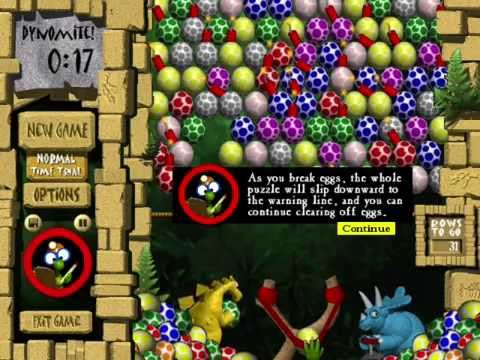 DYNOMITE!
0:17
NEW GAME
NORMAL
TIME TRIAL
OPTIONS
EXIT GAME
As you break eggs, the whole
puzzle will slip downward to
the warning line, and you can
continue clearing off eggs.
Continue
ROWS
TO GO
31